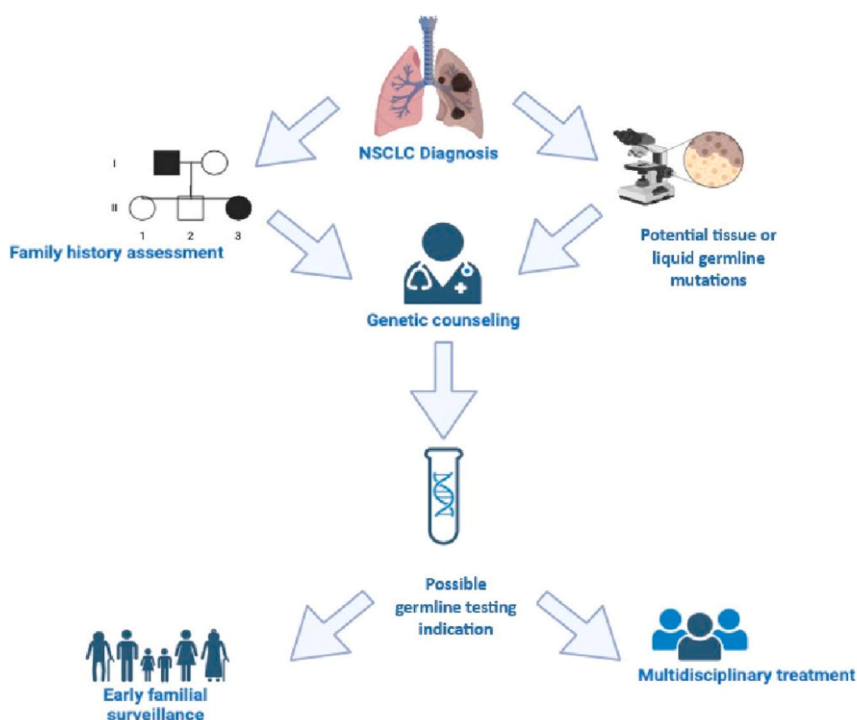 NSCLC Diagnosis
I
II
1 2 3
Family history assessment
Potential tissue or
liquid germline
mutations
Genetic counseling
Possible
germline testing
indication
Early familial
surveillance
Multidisciplinary treatment